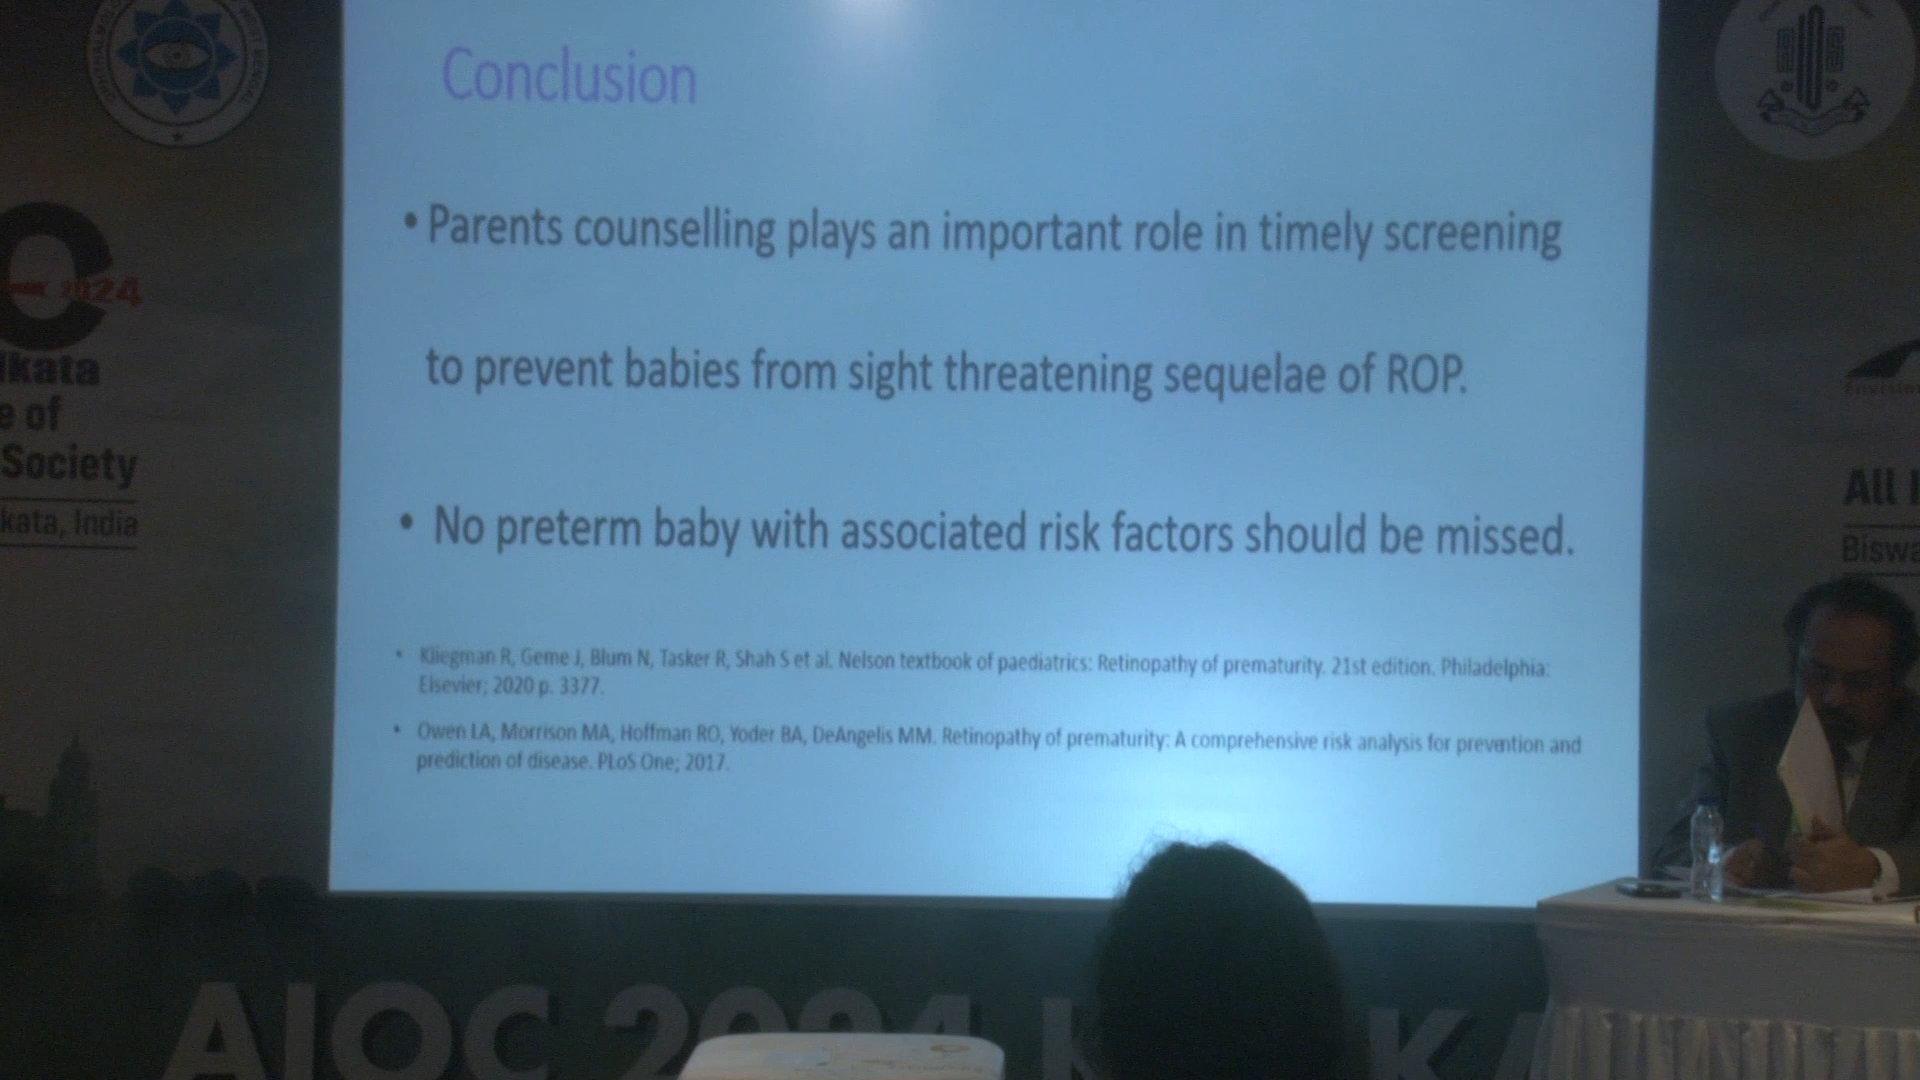 Conclusion
• Parents counselling plays an important role in timely screening
to prevent babies from sight threatening sequelae of ROP.
• No preterm baby with associated risk factors should be missed.
• Kliegman R, Geme J, Blum N, Tasker R, Shah S et al. Nelson textbook of paediatrics: Retinopathy of prematurity. 21st edition. Philadelphia:
Elsevier; 2020 p. 3377.
• Owen LA, Morrison MA, Hoffman RO, Yoder BA, DeAngelis MM. Retinopathy of prematurity: A comprehensive risk analysis for prevention and
prediction of disease. PLoS One; 2017.
2024
lkata
e of
Society
kata, India
All
Biswa
AIOC 2024 K